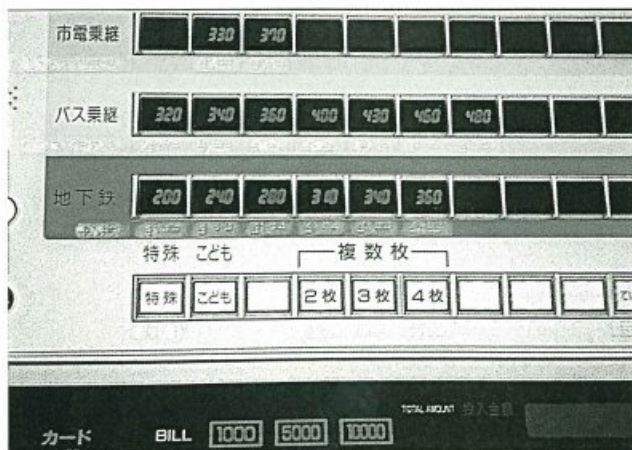 市電乗継 330 370
バス乗継 320 340 360 400 430 460 480
地下鉄 200 240 280 310 340 360
特殊 こども 複数枚
特殊 こども 2枚 3枚 4枚
TOTAL AMOUNT 投入金額
カード BILL 1000 5000 10000